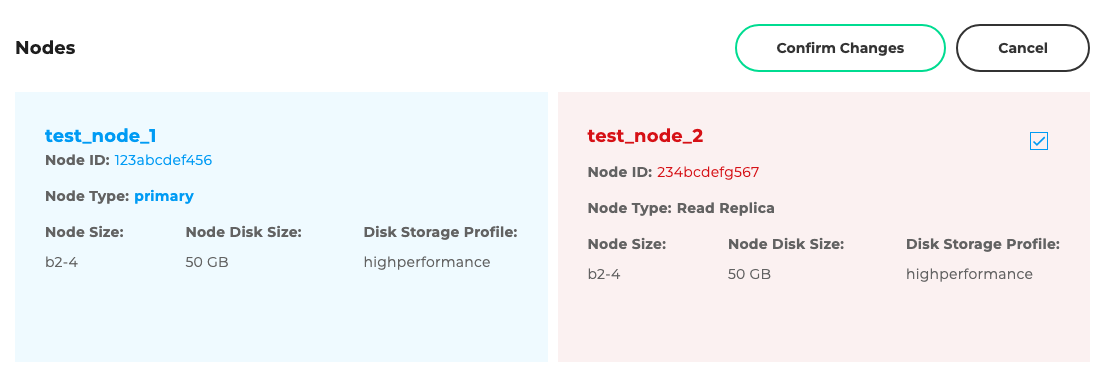 Nodes
Confirm Changes
Cancel
test_node_1
Node ID: 123abcdef456
Node Type: primary
Node Size: Node Disk Size: Disk Storage Profile:
b2-4 50 GB highperformance
test_node_2
Node ID: 234bcdefg567
Node Type: Read Replica
Node Size: Node Disk Size: Disk Storage Profile:
b2-4 50 GB highperformance